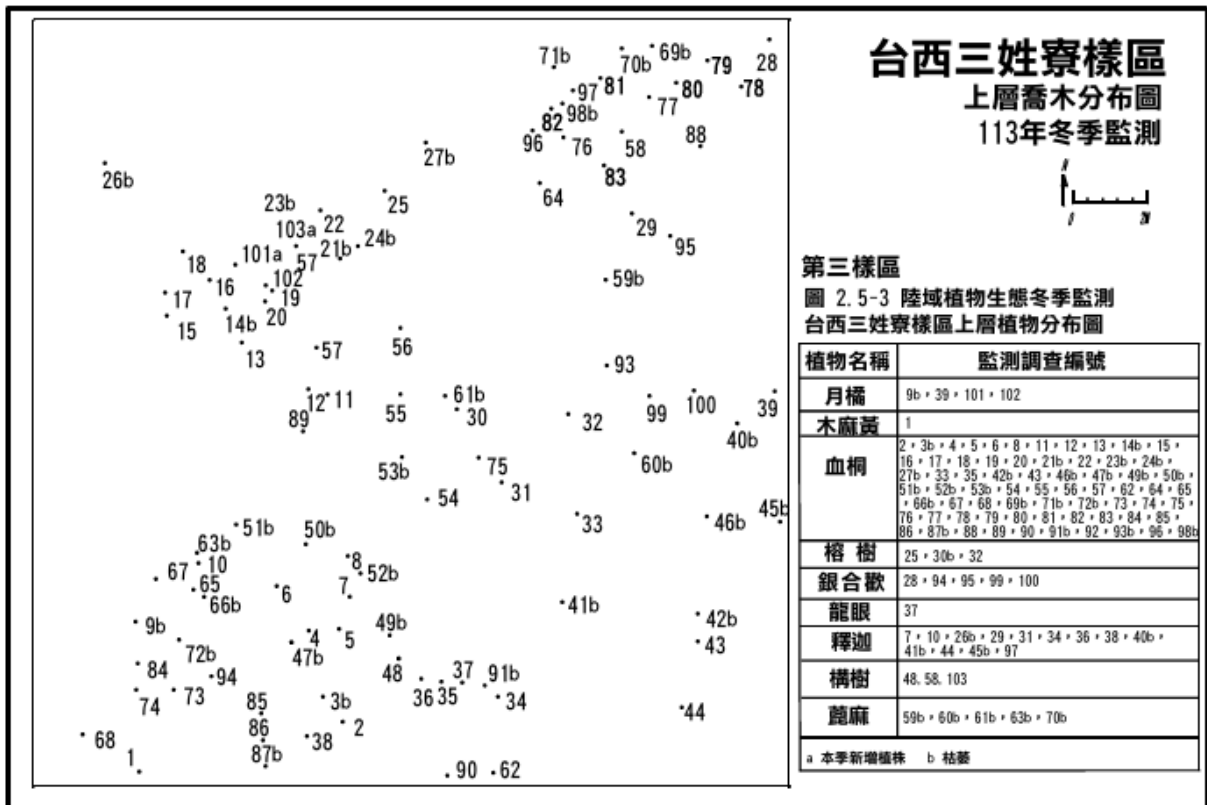 台西三姓寮樣區
上層喬木分布圖
113年冬季監測
N
0
20
第三樣區
圖 2.5-3 陸域植物生態冬季監測
台西三姓寮樣區上層植物分布圖
植物名稱 監測調查編號
月橘 9b，39，101，102
木麻黃 1
血桐 2，3b，4，5，6，8，11，12，13，14b，15，
16，17，18，19，20，21b，22，23b，24b，
27b，33，35，42b，43，46b，47b，49b，50b，
51b，52b，53b，54，55，56，57，62，64，65
，66b，67，68，69b，71b，72b，73，74，75，
76，77，78，79，80，81，82，83，84，85，
86，87b，88，89，90，91b，92，93b，96，98b
榕 樹 25，30b，32
銀合歡 28，94，95，99，100
龍眼 37
釋迦 7，10，26b，29，31，34，36，38，40b，
41b，44，45b，97
構樹 48.58.103
蓖麻 59b，60b，61b，63b，70b
a 本季新增植株 b 枯萎
71b 70b 69b 79 28
97 81 77 80 78
82 98b
96 76 58 88
27b
26b 83
64
23b 22 25 29
103a 21b 24b 95
18 101a 57
16 102 59b
17 19
14b 20
15
13 57 56 93
12 11 55 61b 100 39
89 30 32 99
40b
53b 75 60b
31
54 33 46b 45b
51b 50b
63b 8
10
67 52b
65 6 7
66b 41b
9b 4 5 49b 42b
72b 47b 43
84 94 48 37 91b
74 73 36 35 34
85 3b 44
86 2
68 38
1 87b 90 62